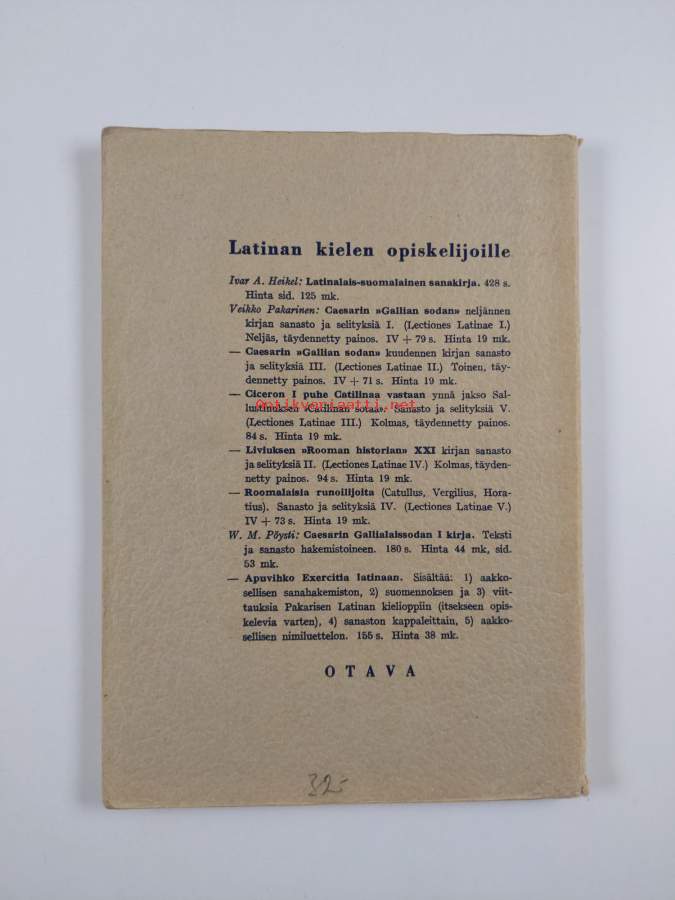 Latinan kielen opiskelijoille
Ivar A. Heikel: Latinalais-suomalainen sanakirja. 428 s.
Hinta sid. 125 mk.
Veikko Pakarinen: Caesarin »Gallian sodan» neljännen
kirjan sanasto ja selityksiä I. (Lectiones Latinae I.)
Neljäs, täydennetty painos. IV + 79 s. Hinta 19 mk.
— Caesarin »Gallian sodan» kuudennen kirjan sanasto
ja selityksiä III. (Lectiones Latinae II.) Toinen, täy-
dennetty painos. IV + 71 s. Hinta 19 mk.
— Ciceron I puhe Catilinaa vastaan ynnä jakso Sal-
lustiuksen »Catilinan sotaa». Sanasto ja selityksiä V.
Optikvariaatti.net
(Lectiones Latinae III.) Kolmas, täydennetty painos.
84 s. Hinta 19 mk.
— Liviuksen »Rooman historian» XXI kirjan sanasto
ja selityksiä II. (Lectiones Latinae IV.) Kolmas, täyden-
netty painos. 94 s. Hinta 19 mk.
— Roomalaisia runoilijoita (Catullus, Vergilius, Hora-
tius). Sanasto ja selityksiä IV. (Lectiones Latinae V.)
IV + 73 s. Hinta 19 mk.
W. M. Pöysti: Caesarin Gallialaissodan I kirja. Teksti
ja sanasto hakemistoineen. 180 s. Hinta 44 mk, sid.
53 mk.
— Apuvihko Exercitia latinaan. Sisältää: 1) aakko-
sellisen sanahakemiston, 2) suomennoksen ja 3) viit-
tauksia Pakarisen Latinan kielioppiin (itsekseen opis-
kelevia varten), 4) sanaston kappaleittain, 5) aakko-
sellisen nimiluettelon. 155 s. Hinta 38 mk.
OTAVA
32-